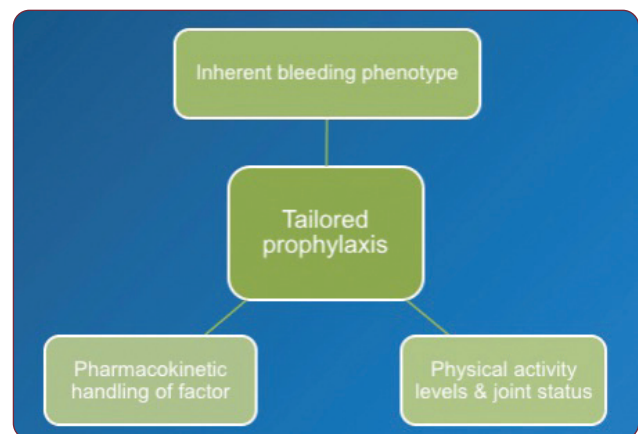 Inherent bleeding phenotype
Tailored
prophylaxis
Pharmacokinetic
handling of factor
Physical activity
levels & joint status